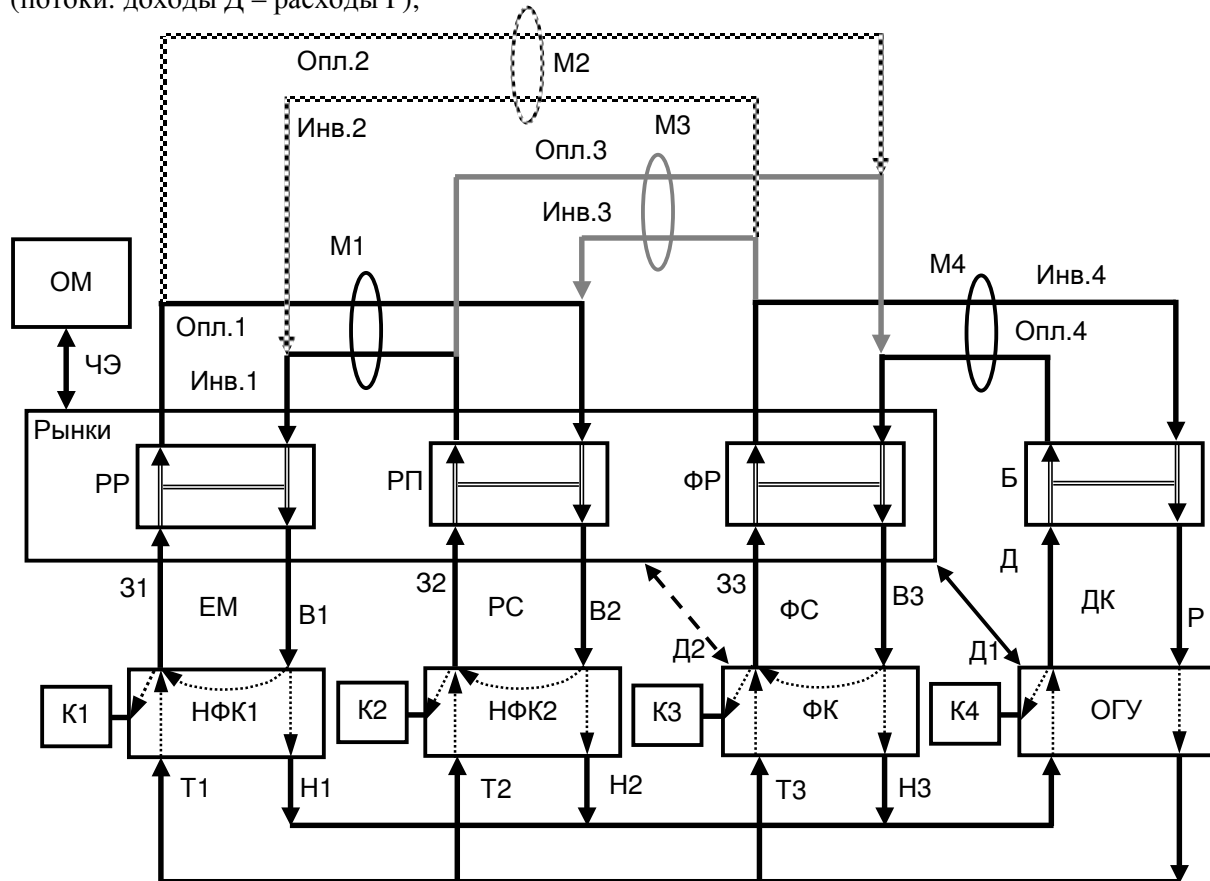 (потоки: доходы Д – расходы Р);
Опл.2
М2
Инв.2
М3
Опл.3
Инв.3
М1
М4
Инв.4
ОМ
Опл.1
Опл.4
ЧЭ
Инв.1
Рынки
РР
РП
ФР
Б
З1
ЕМ
В1
З2
РС
В2
З3
ФС
В3
Д
ДК
Р
Д2
Д1
К1
НФК1
К2
НФК2
К3
ФК
К4
ОГУ
Т1
Н1
Т2
Н2
Т3
Н3